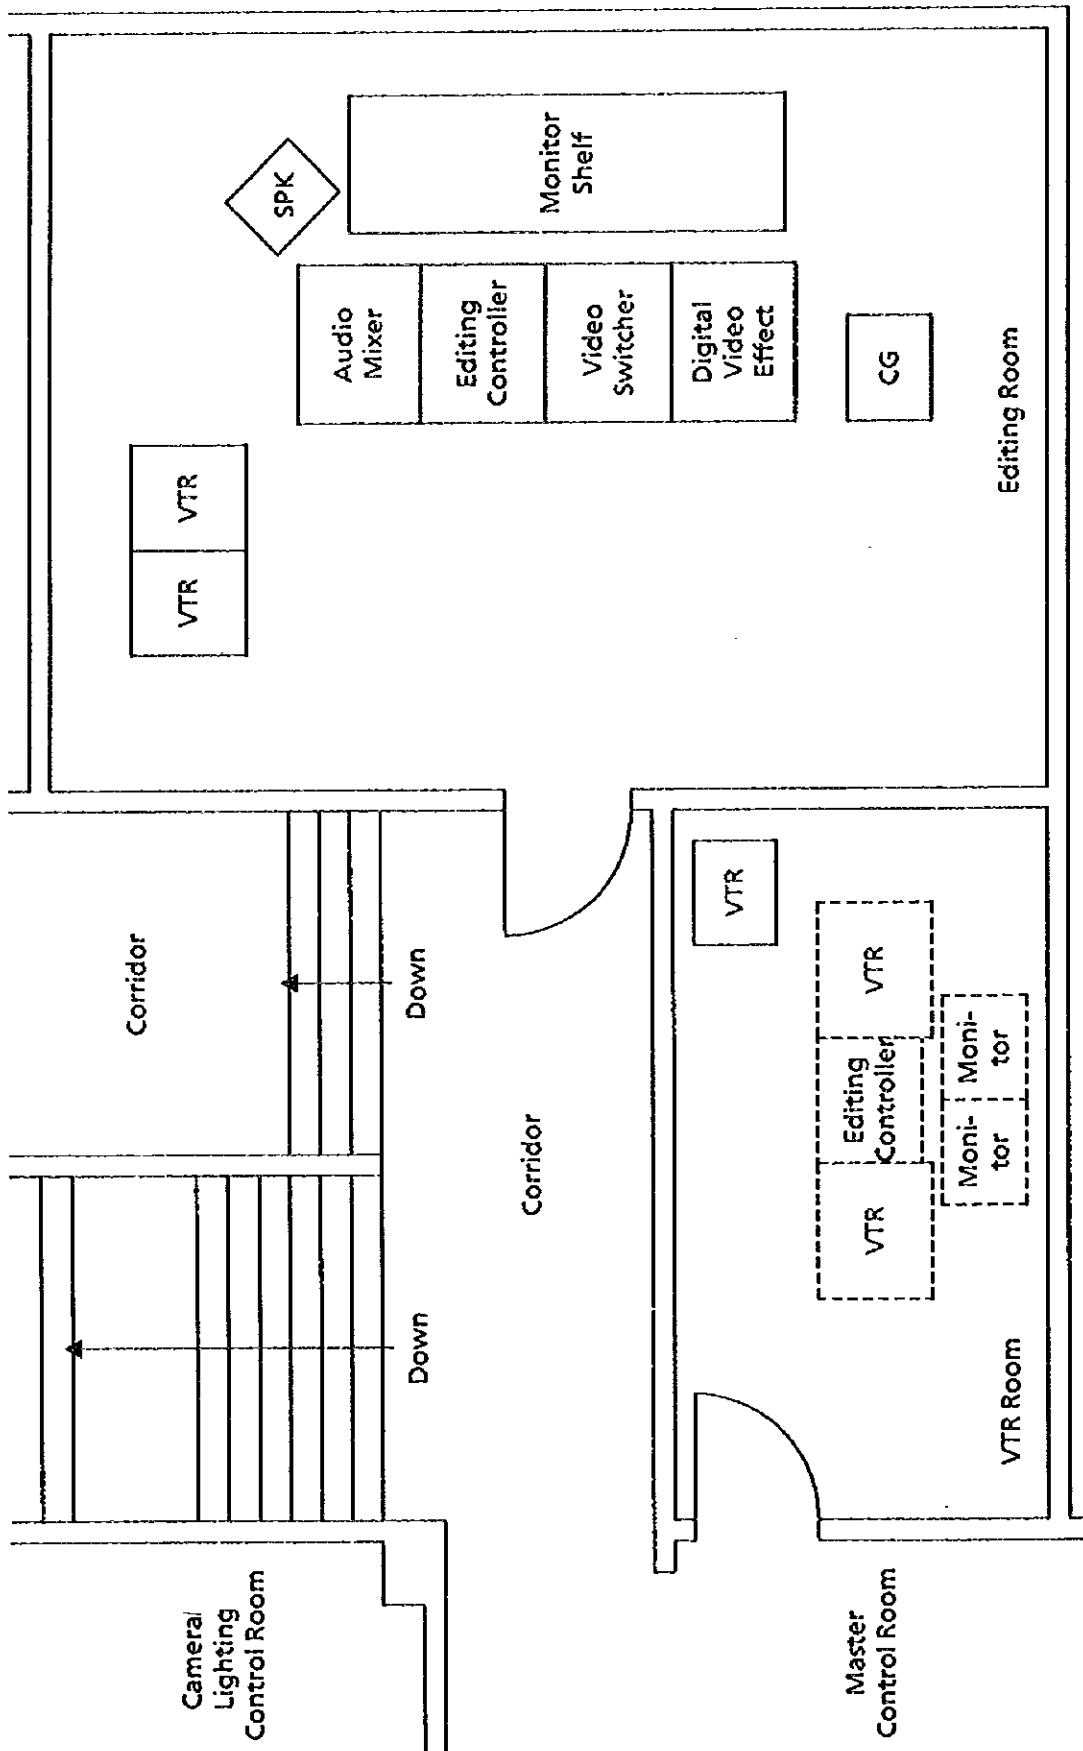 Camera/
Lighting
Control Room
Corridor
Down
Down
Corridor
Master
Control Room
VTR Room
VTR
Editing
Controller
VTR
Moni-
tor
Moni-
tor
VTR
VTR
VTR
SPK
Audio
Mixer
Editing
Controller
Video
Switcher
Digital
Video
Effect
Monitor
Shelf
CG
Editing Room